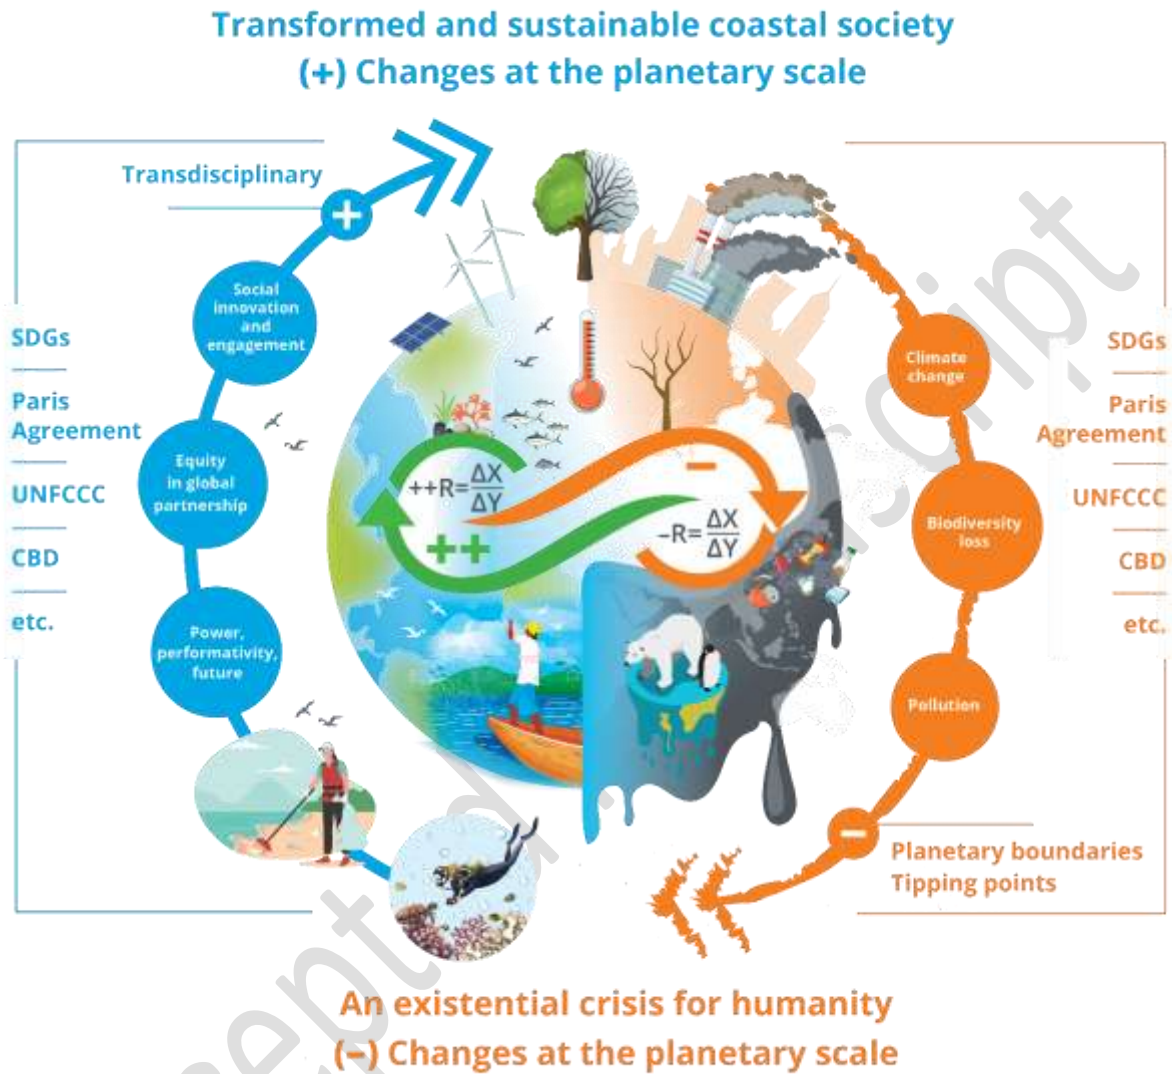 Transformed and sustainable coastal society
(+) Changes at the planetary scale
Transdisciplinary
+
Social
innovation
and
engagement
Equity
in global
partnership
Power,
performativity,
future
SDGs
Paris
Agreement
UNFCCC
CBD
etc.
++R=ΔX/ΔY
++
−
−R=ΔX/ΔY
Climate
change
Biodiversity
loss
Pollution
−
SDGs
Paris
Agreement
UNFCCC
CBD
etc.
Planetary boundaries
Tipping points
An existential crisis for humanity
(−) Changes at the planetary scale